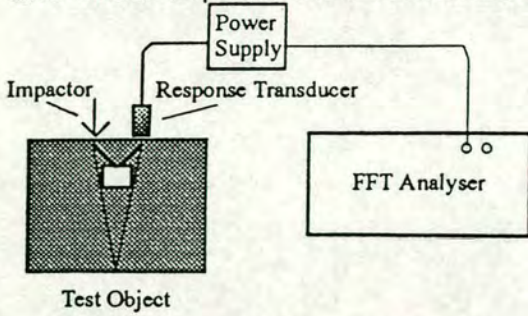 Power
Supply
Impactor
Response Transducer
FFT Analyser
Test Object